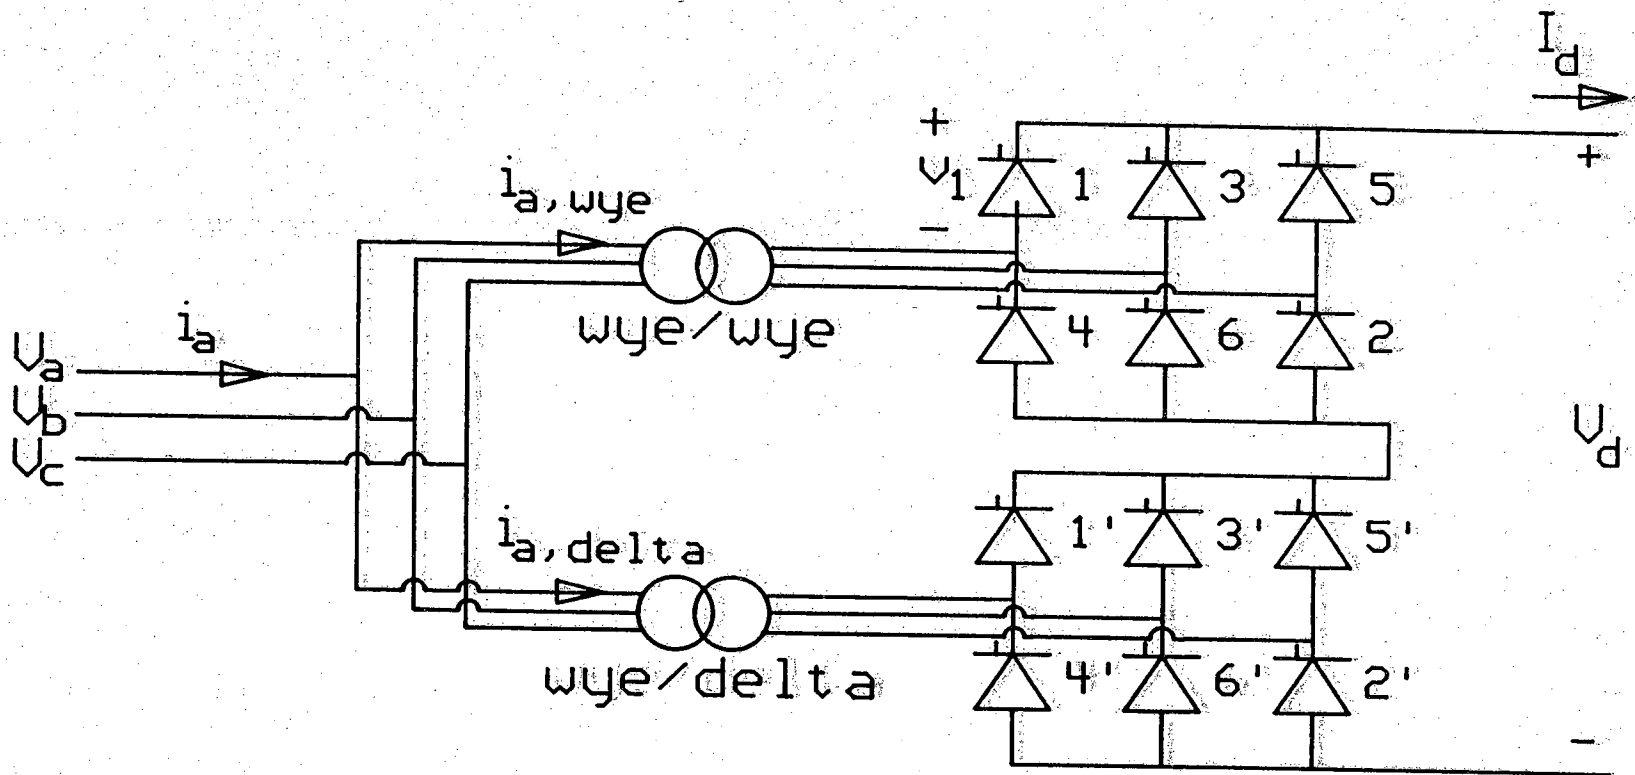 I_d
+
+
v_1
1
3
5
-
i_a,wye
wye/wye
4
6
2
i_a
V_a
V_b
V_c
V_d
i_a,delta
wye/delta
1'
3'
5'
4'
6'
2'
-